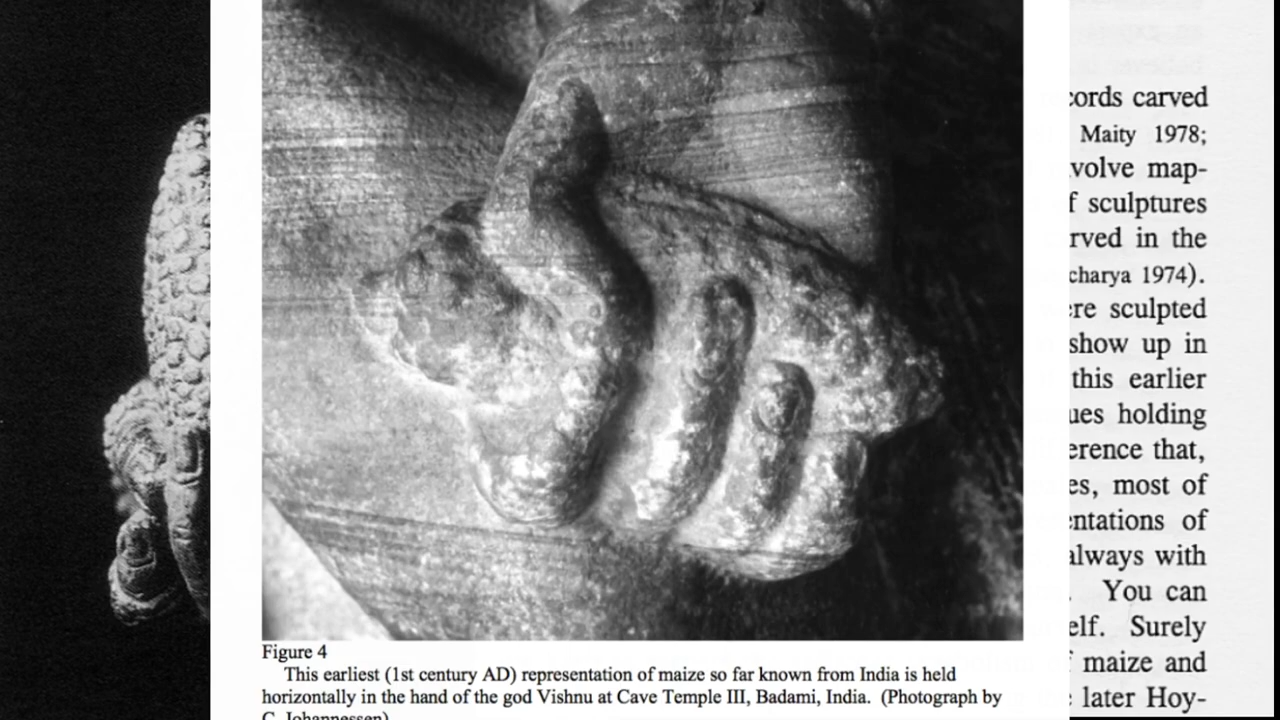 Figure 4
This earliest (1st century AD) representation of maize so far known from India is held
horizontally in the hand of the god Vishnu at Cave Temple III, Badami, India. (Photograph by
C. Johannessen)
cords carved
Maity 1978;
volve map-
f sculptures
rved in the
charya 1974).
ere sculpted
show up in
this earlier
ues holding
erence that,
es, most of
entations of
always with
You can
elf. Surely
f maize and
later Hoy-